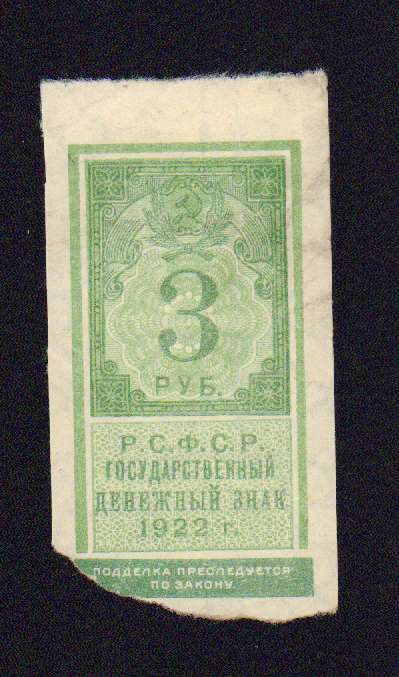 3
РУБ.
Р.С.Ф.С.Р.
ГОСУДАРСТВЕННЫЙ
ДЕНЕЖНЫЙ ЗНАК
1922 г.
ПОДДЕЛКА ПРЕСЛЕДУЕТСЯ
ПО ЗАКОНУ.